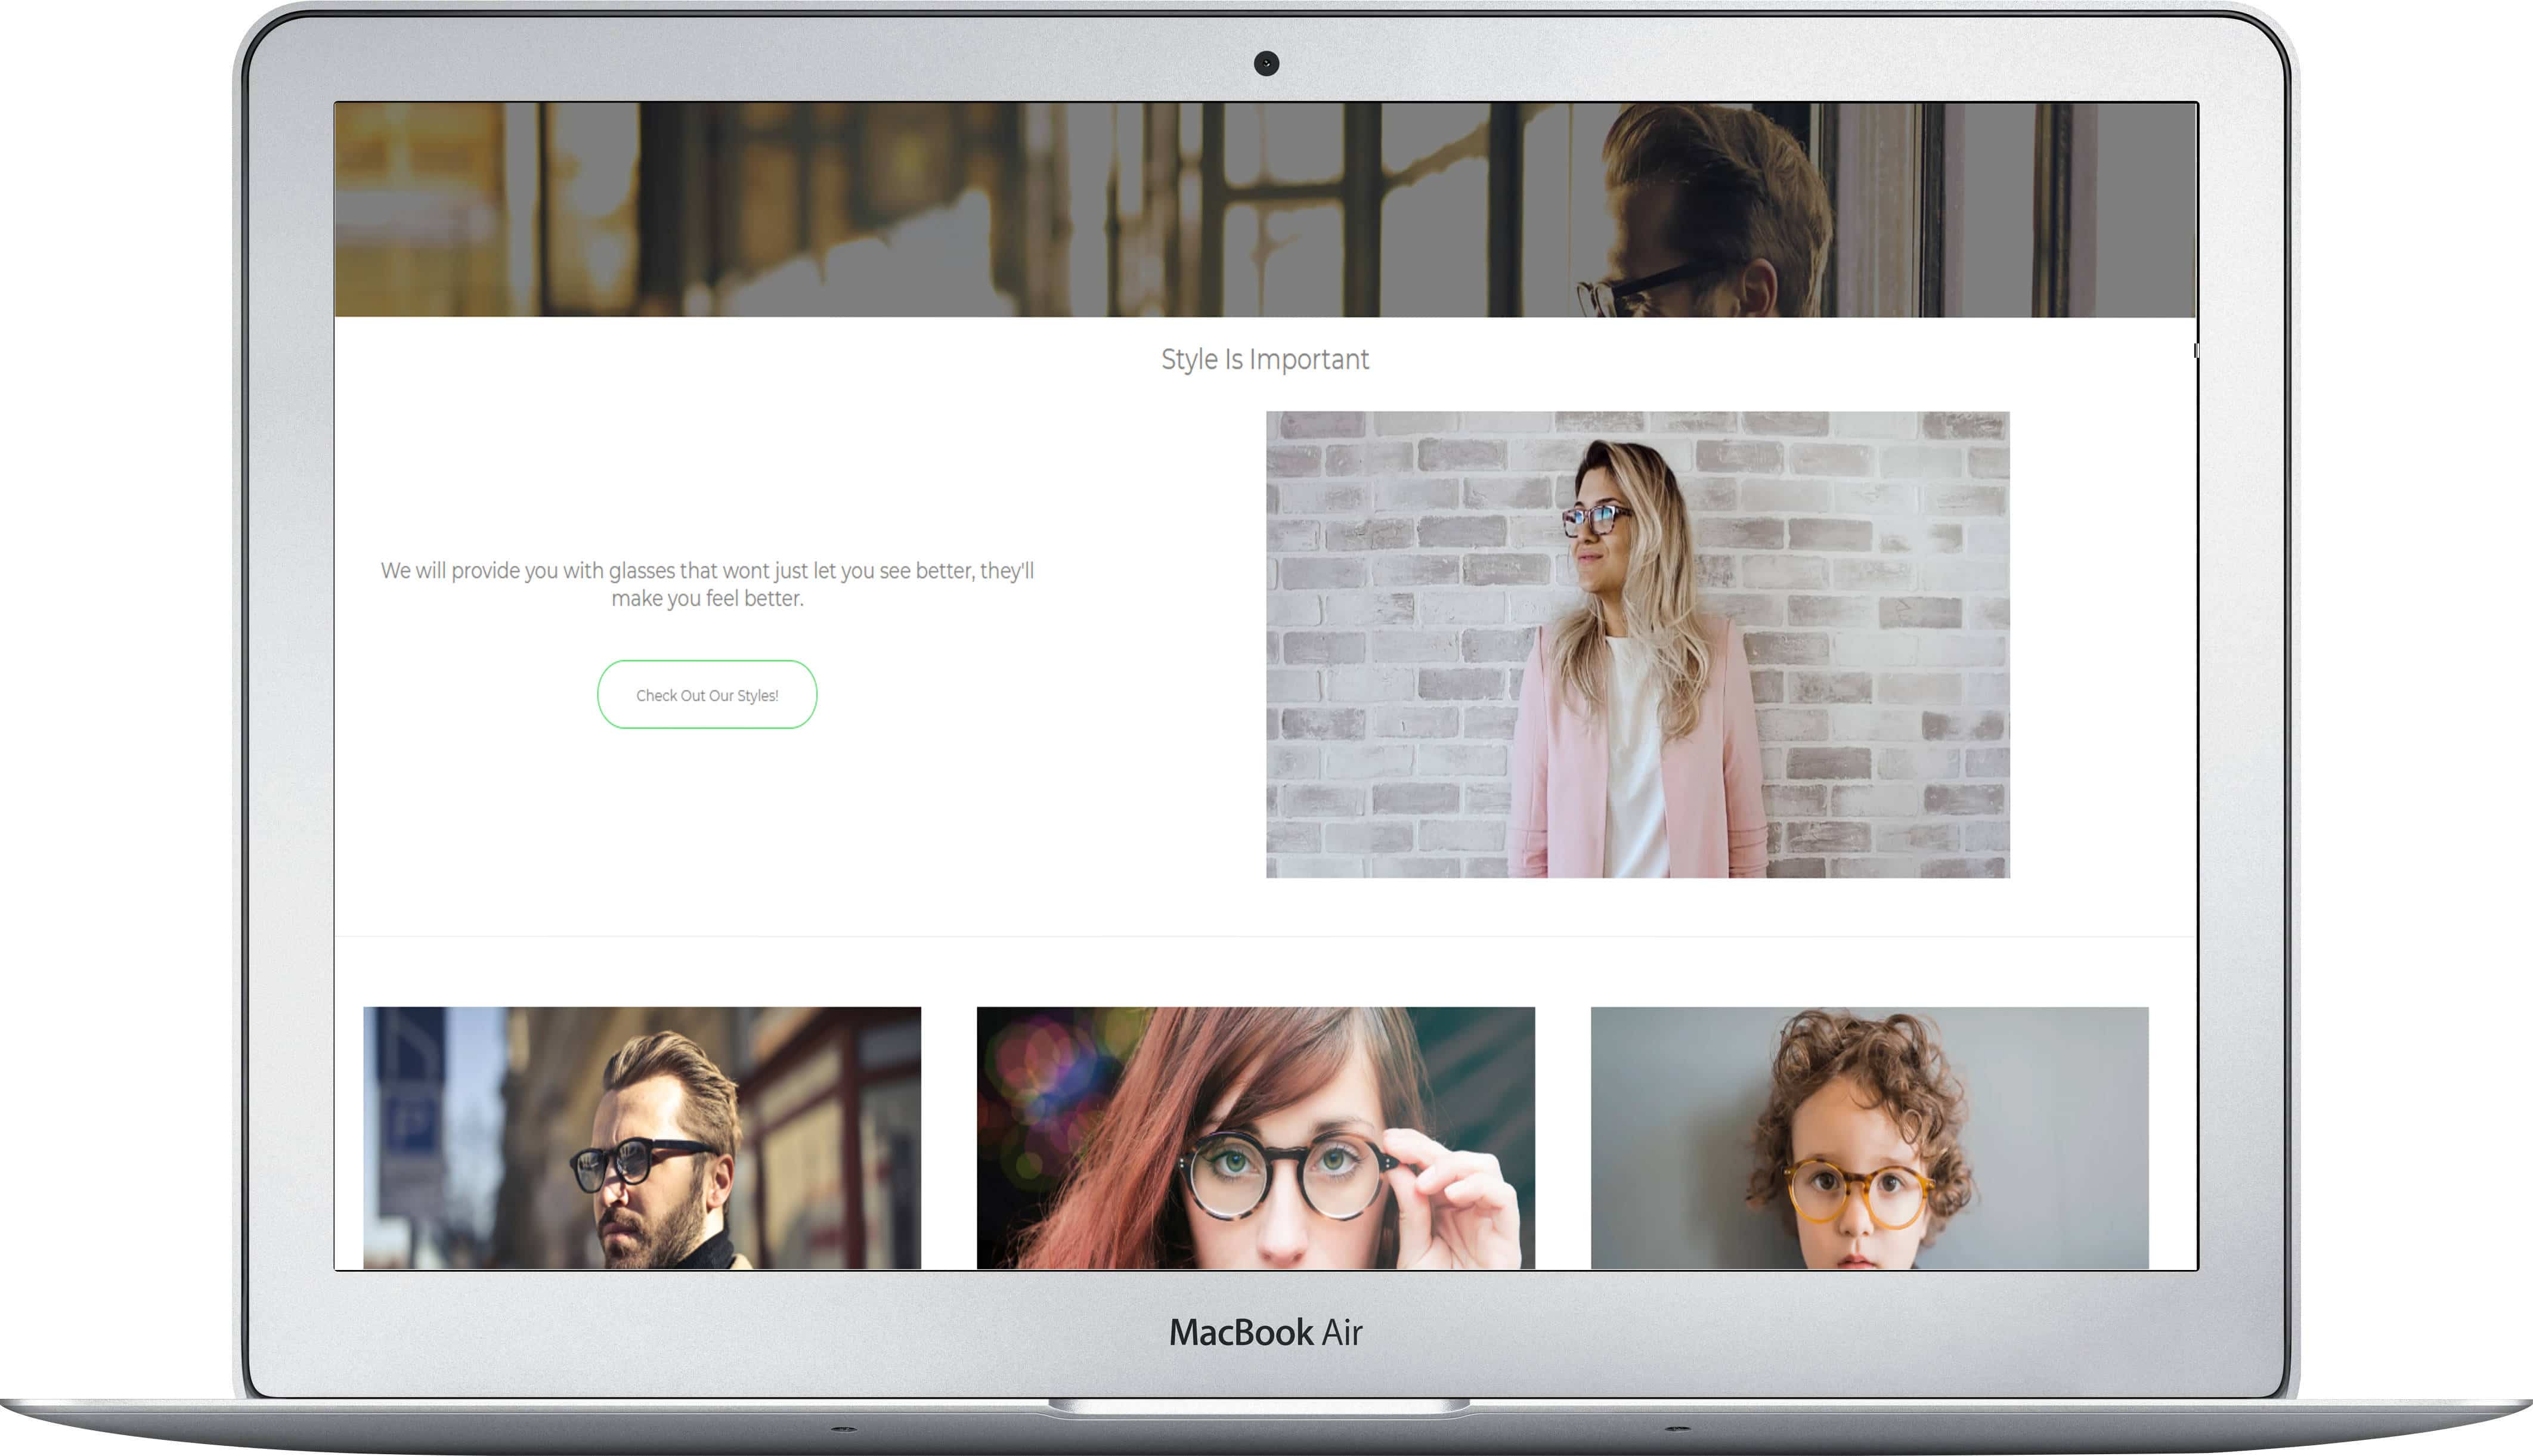 Style Is Important
We will provide you with glasses that wont just let you see better, they'll
make you feel better.
Check Out Our Styles!
MacBook Air